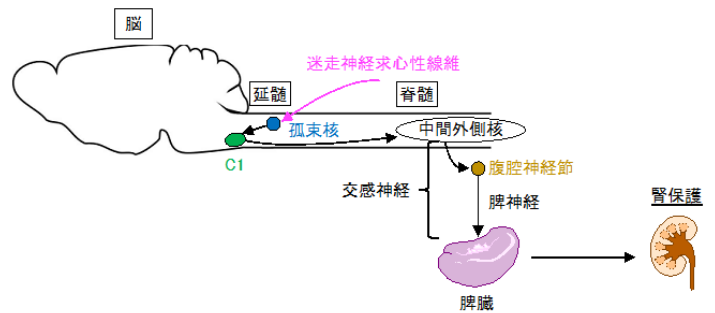 脳
迷走神経求心性線維
延髄
脊髄
孤束核
中間外側核
C1
腹腔神経節
交感神経
脾神経
腎保護
脾臓